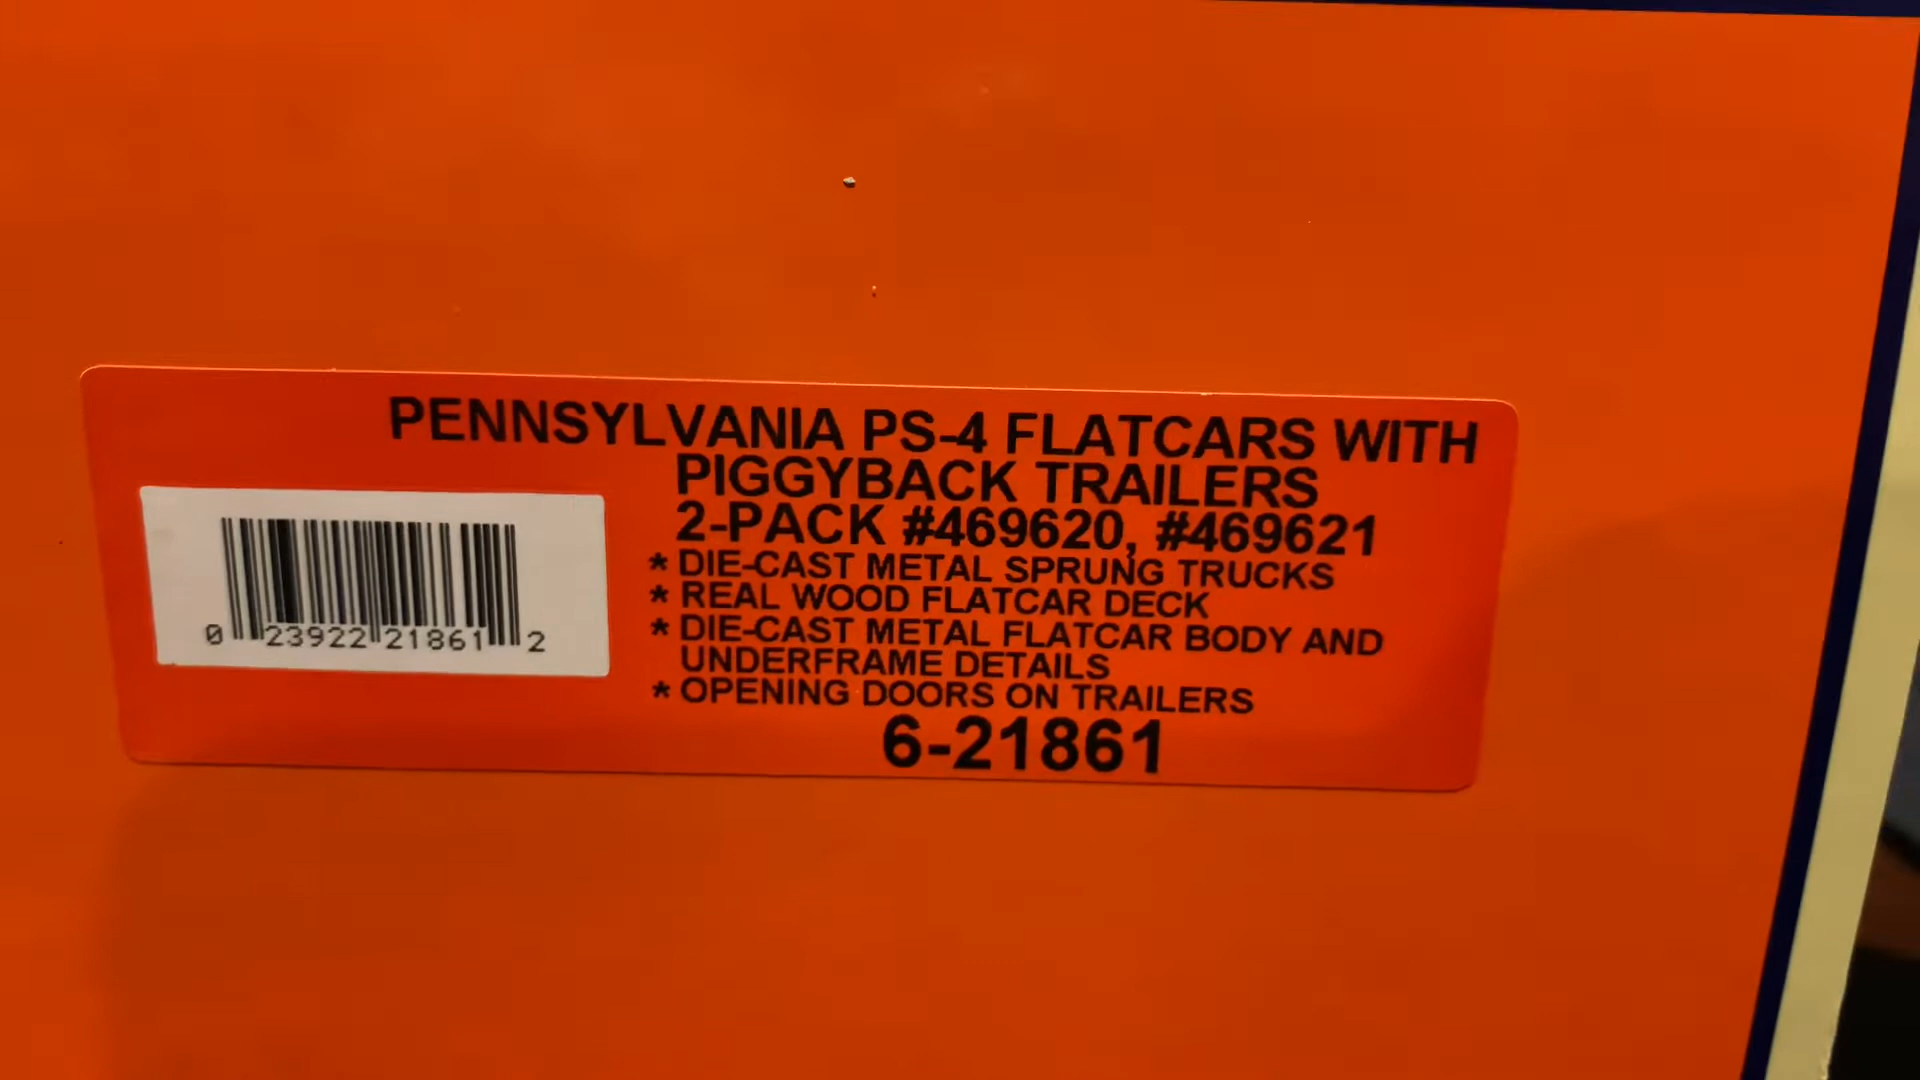 PENNSYLVANIA PS-4 FLATCARS WITH
PIGGYBACK TRAILERS
2-PACK #469620, #469621
* DIE-CAST METAL SPRUNG TRUCKS
* REAL WOOD FLATCAR DECK
* DIE-CAST METAL FLATCAR BODY AND
UNDERFRAME DETAILS
* OPENING DOORS ON TRAILERS
6-21861
0 23922 21861 2